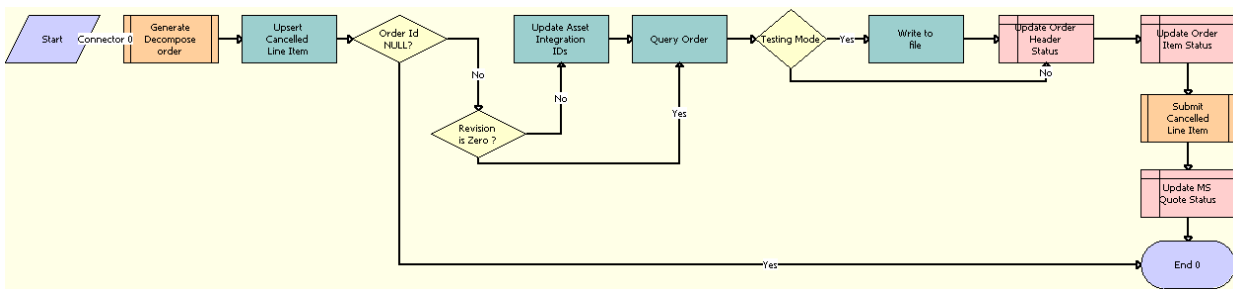 Start
Connector 0
Generate
Decompose
order
Upsert
Cancelled
Line Item
Order Id
NULL?
No
Revision
is Zero ?
No
Yes
Update Asset
Integration
IDs
Query Order
Testing Mode
Yes
No
Write to
file
Update Order
Header
Status
Update Order
Item Status
Submit
Cancelled
Line Item
Update MS
Quote Status
Yes
End 0